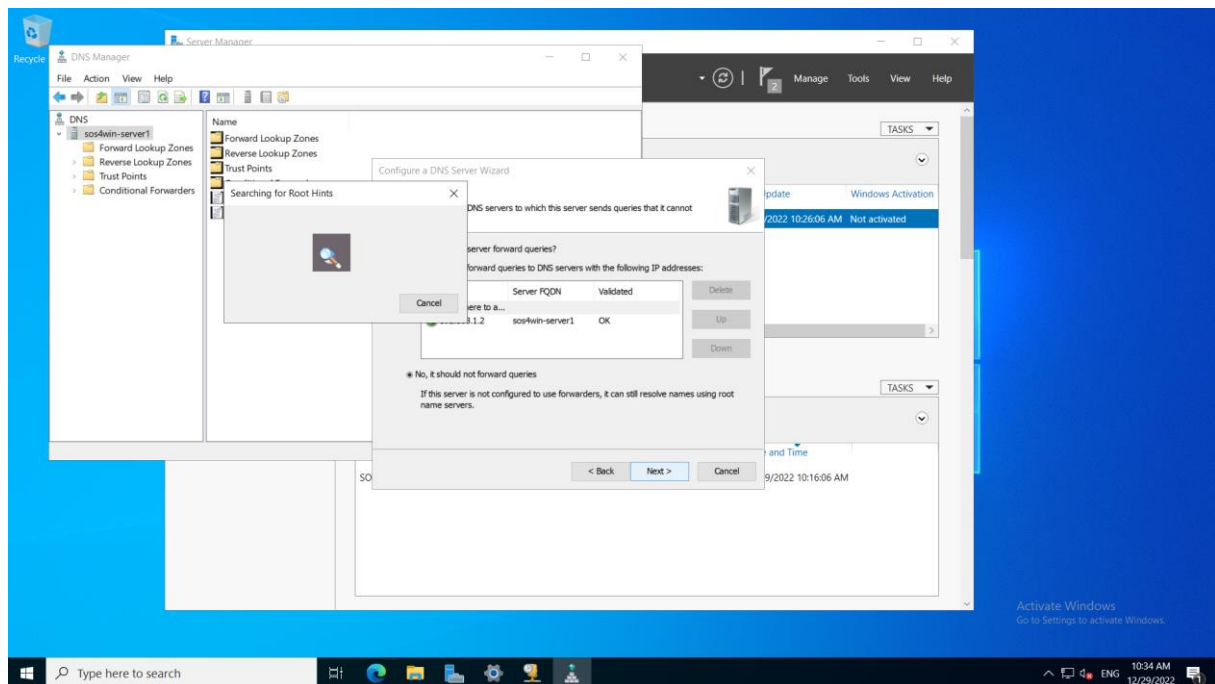 Recycle
Server Manager
Manage Tools View Help
2
TASKS
Update Windows Activation
/2022 10:26:06 AM Not activated
TASKS
and Time
SO 9/2022 10:16:06 AM
DNS Manager
File Action View Help
DNS
sos4win-server1
Forward Lookup Zones
Reverse Lookup Zones
Trust Points
Conditional Forwarders
Name
Forward Lookup Zones
Reverse Lookup Zones
Trust Points
Configure a DNS Server Wizard
DNS servers to which this server sends queries that it cannot
server forward queries?
forward queries to DNS servers with the following IP addresses:
Server FQDN Validated
ere to a...
.1.2 sos4win-server1 OK
Delete
Up
Down
No, it should not forward queries
If this server is not configured to use forwarders, it can still resolve names using root
name servers.
< Back Next > Cancel
Searching for Root Hints
Cancel
Activate Windows
Go to Settings to activate Windows.
Type here to search
ENG
10:34 AM
12/29/2022